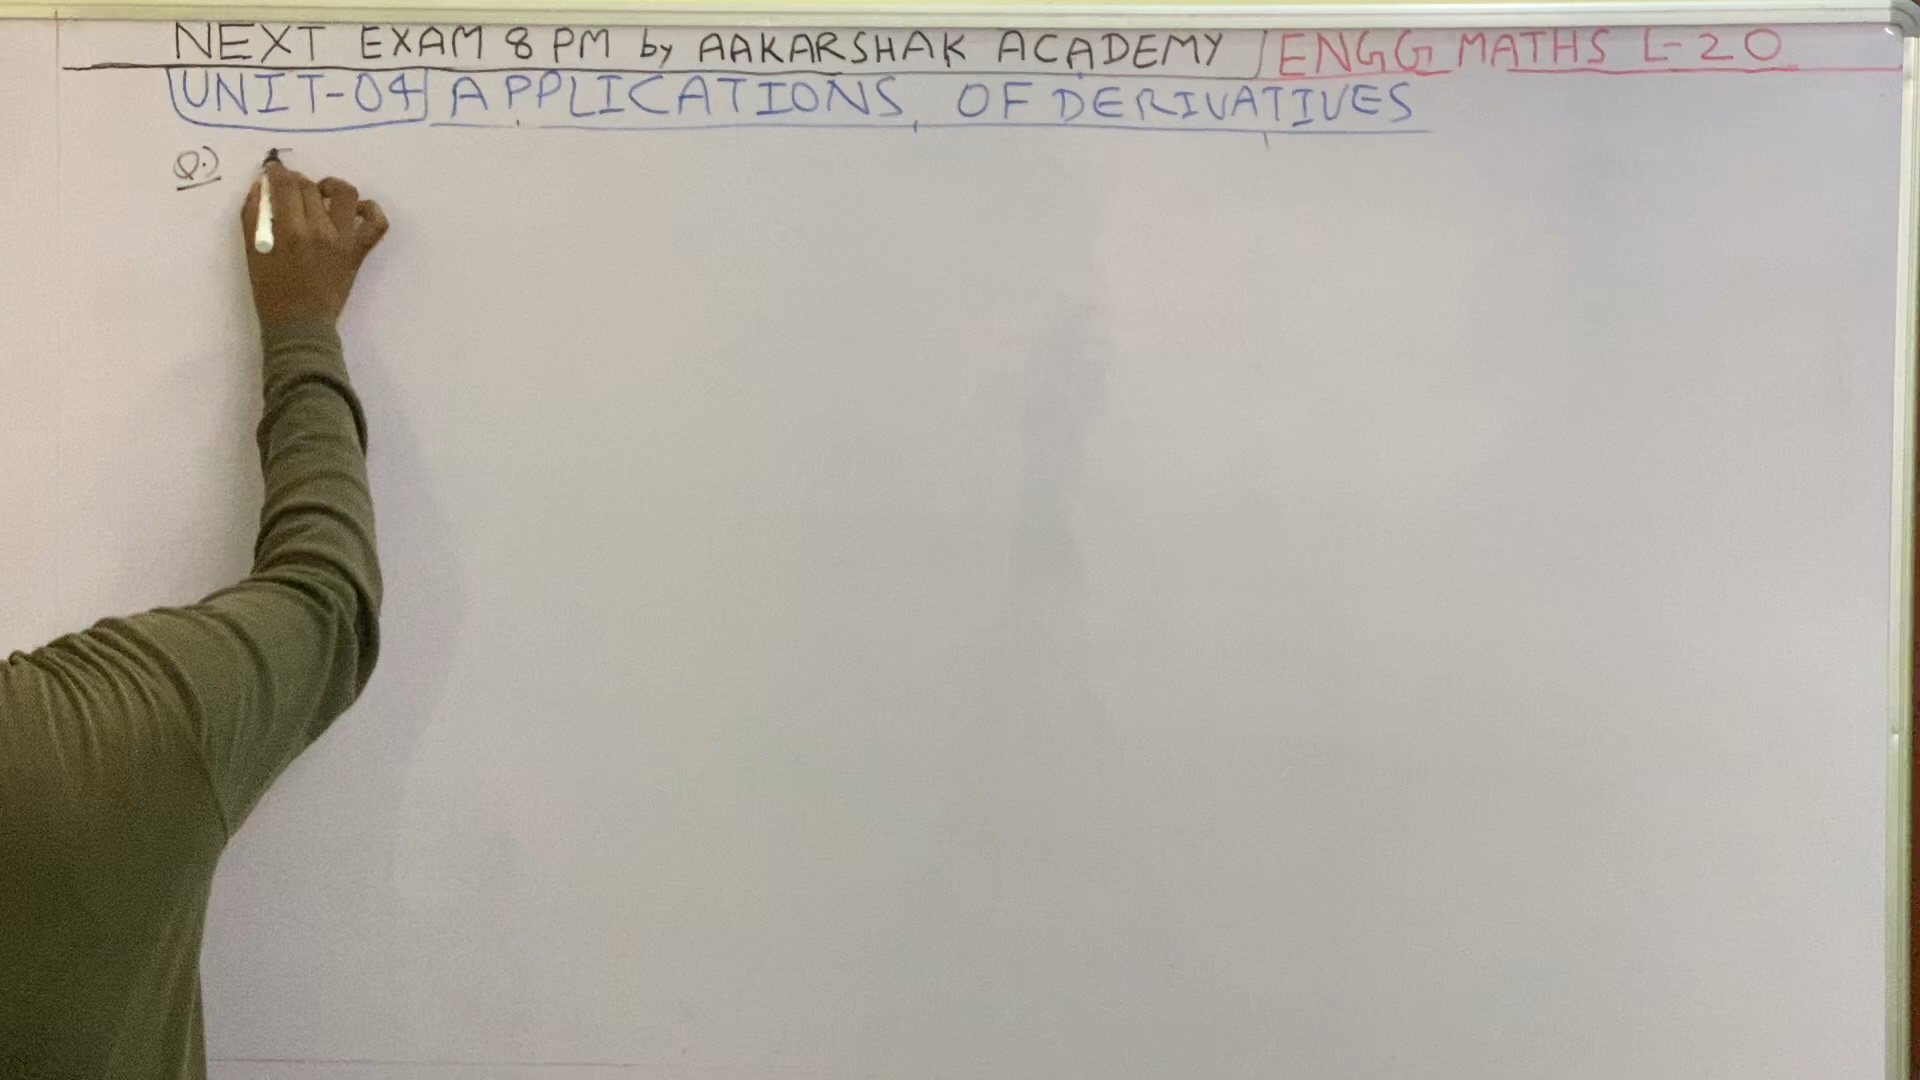 NEXT EXAM 8 PM by AAKARSHAK ACADEMY ENGG MATHS L-20
UNIT-04 APPLICATIONS OF DERIVATIVES
Q.)